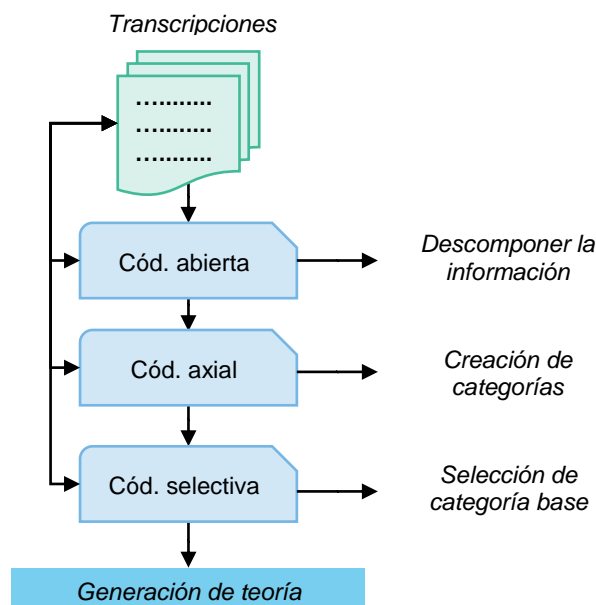 Transcripciones
............
............
............
Cód. abierta
Descomponer la
información
Cód. axial
Creación de
categorías
Cód. selectiva
Selección de
categoría base
Generación de teoría